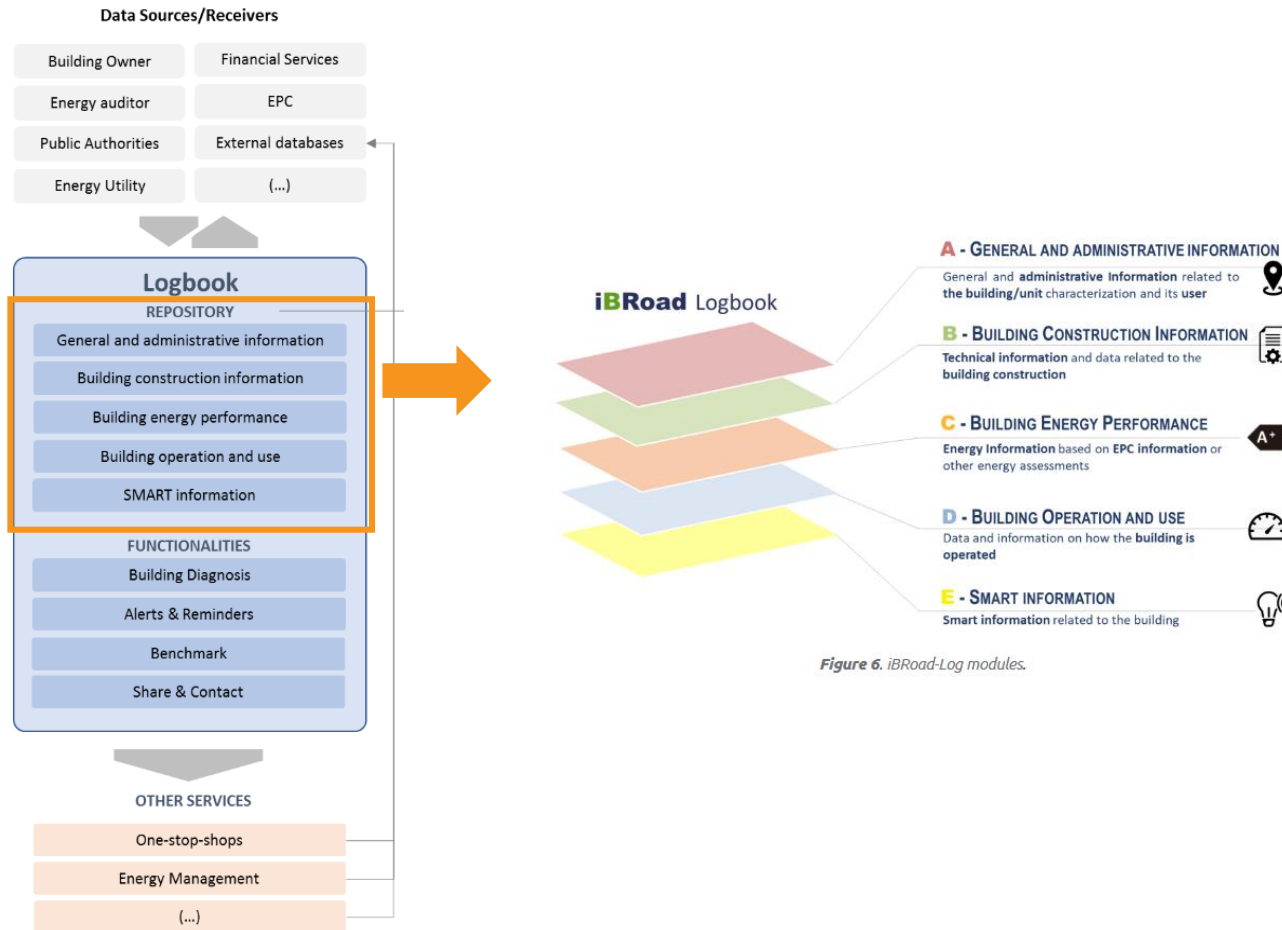 Data Sources/Receivers
Building Owner
Financial Services
Energy auditor
EPC
Public Authorities
External databases
Energy Utility
(...)
Logbook
REPOSITORY
General and administrative information
Building construction information
Building energy performance
Building operation and use
SMART information
FUNCTIONALITIES
Building Diagnosis
Alerts & Reminders
Benchmark
Share & Contact
OTHER SERVICES
One-stop-shops
Energy Management
(...)
iBRoad Logbook
A - GENERAL AND ADMINISTRATIVE INFORMATION
General and administrative Information related to
the building/unit characterization and its user
B - BUILDING CONSTRUCTION INFORMATION
Technical information and data related to the
building construction
C - BUILDING ENERGY PERFORMANCE
Energy Information based on EPC information or
other energy assessments
A+
D - BUILDING OPERATION AND USE
Data and information on how the building is
operated
E - SMART INFORMATION
Smart information related to the building
Figure 6. iBRoad-Log modules.